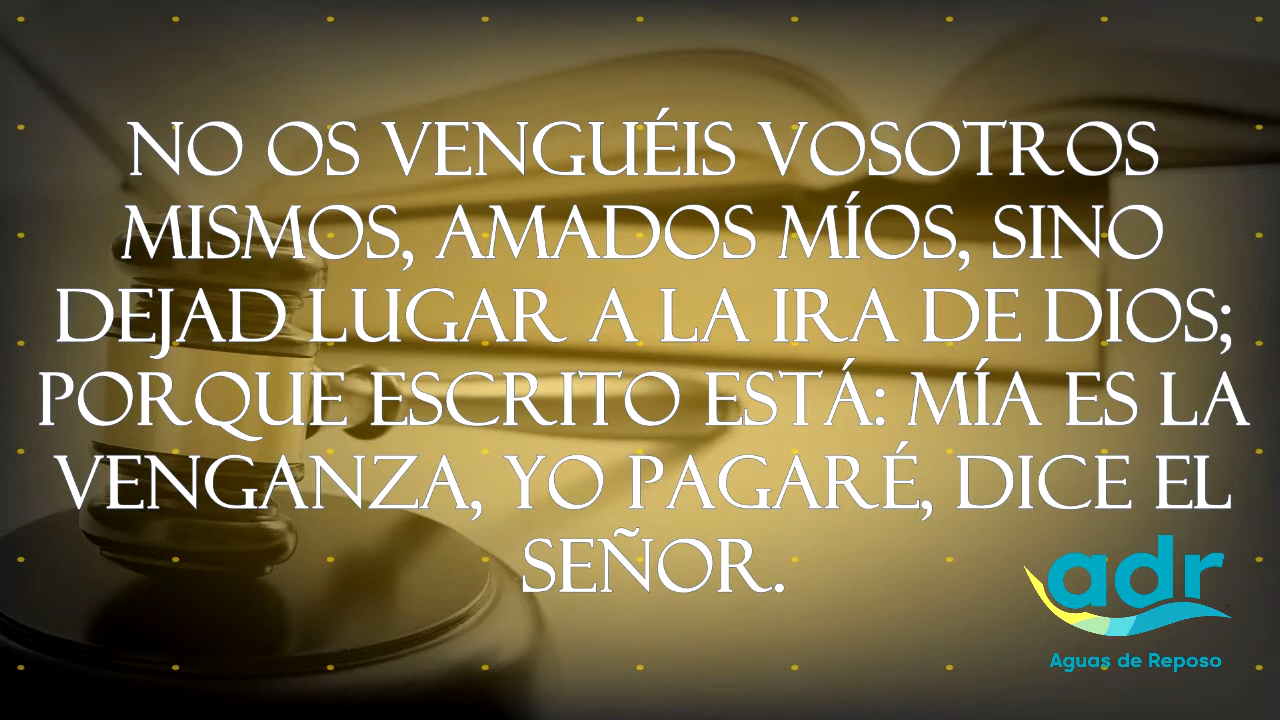 NO OS VENGUÉIS VOSOTROS
MISMOS, AMADOS MÍOS, SINO
DEJAD LUGAR A LA IRA DE DIOS;
PORQUE ESCRITO ESTÁ: MÍA ES LA
VENGANZA, YO PAGARÉ, DICE EL
SEÑOR.
adr
Aguas de Reposo